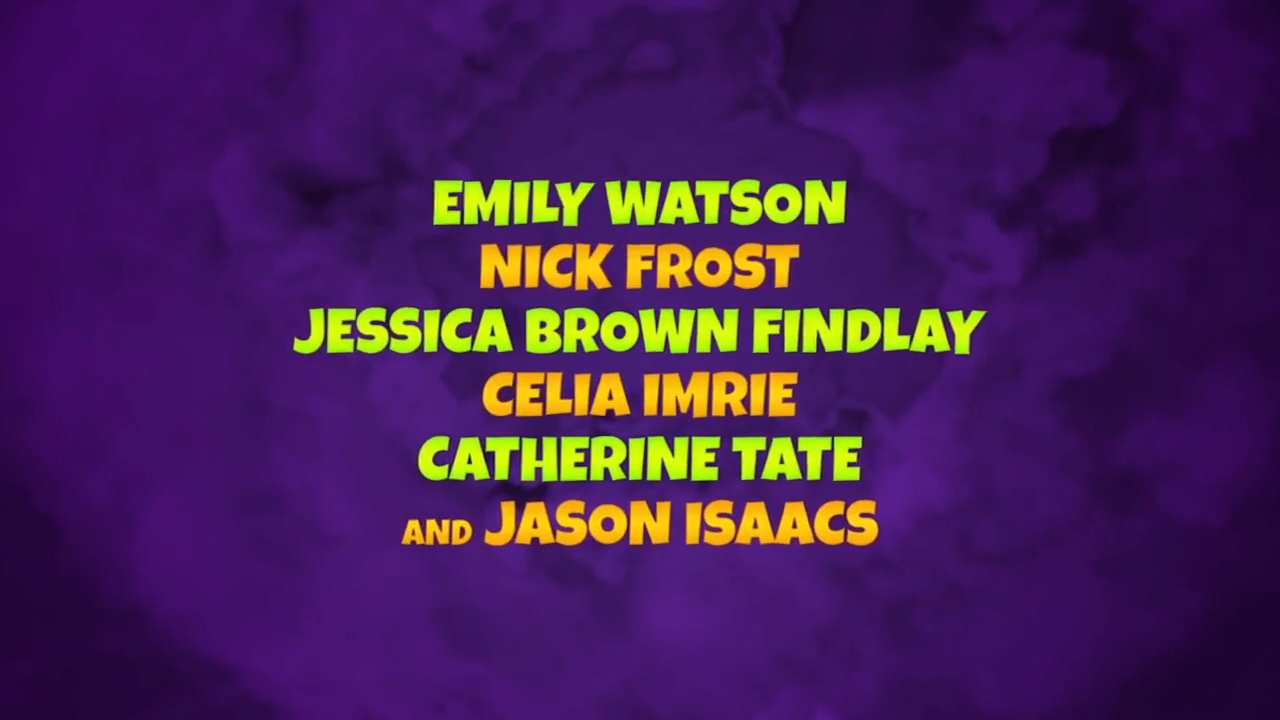 EMILY WATSON
NICK FROST
JESSICA BROWN FINDLAY
CELIA IMRIE
CATHERINE TATE
AND JASON ISAACS